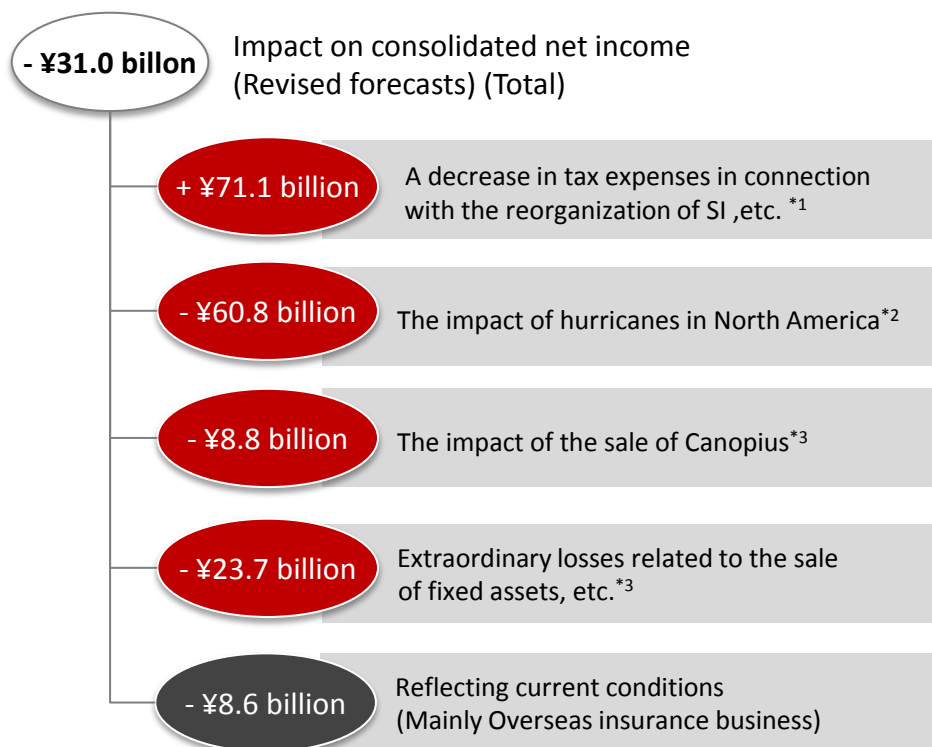 - ¥31.0 billon
Impact on consolidated net income
(Revised forecasts) (Total)
+ ¥71.1 billion
A decrease in tax expenses in connection
with the reorganization of SI ,etc. *1
- ¥60.8 billion
The impact of hurricanes in North America*2
- ¥8.8 billion
The impact of the sale of Canopius*3
- ¥23.7 billion
Extraordinary losses related to the sale
of fixed assets, etc.*3
- ¥8.6 billion
Reflecting current conditions
(Mainly Overseas insurance business)